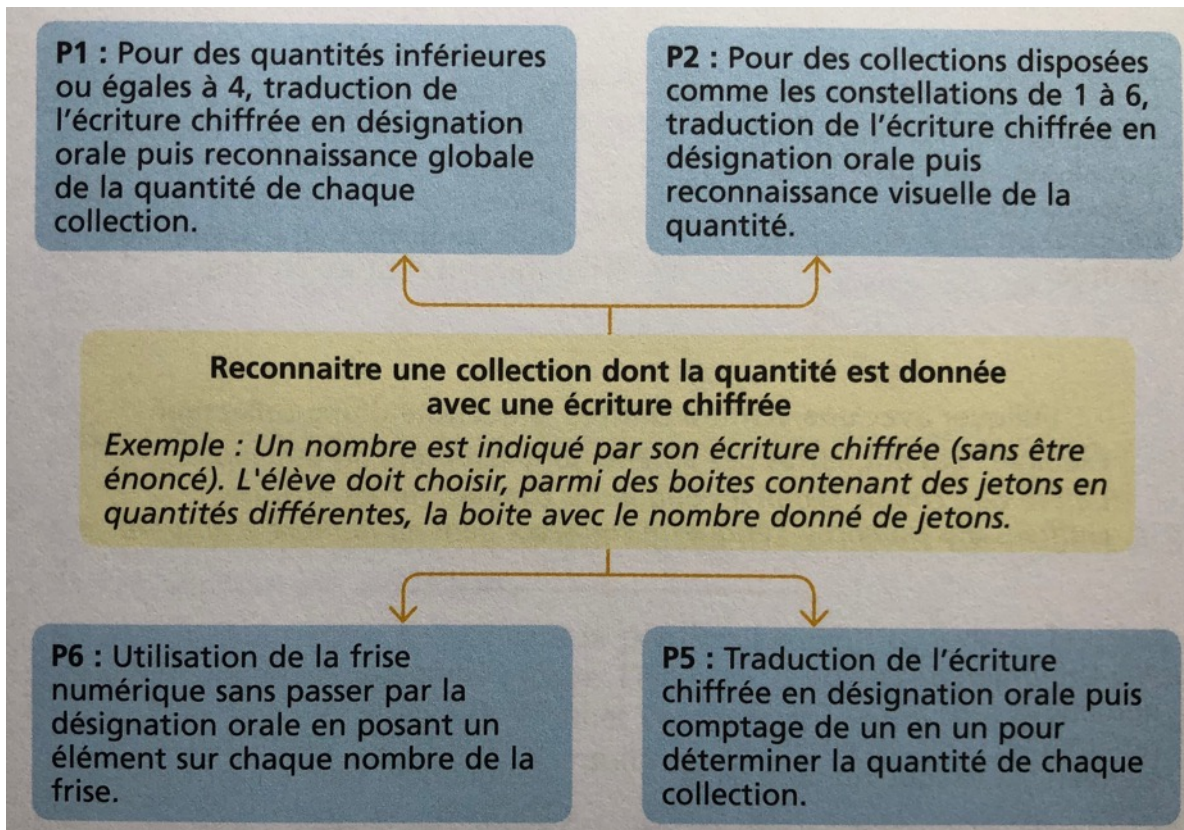 P1 : Pour des quantités inférieures
ou égales à 4, traduction de
l'écriture chiffrée en désignation
orale puis reconnaissance globale
de la quantité de chaque
collection.
P2 : Pour des collections disposées
comme les constellations de 1 à 6,
traduction de l'écriture chiffrée en
désignation orale puis
reconnaissance visuelle de la
quantité.
Reconnaitre une collection dont la quantité est donnée
avec une écriture chiffrée
Exemple : Un nombre est indiqué par son écriture chiffrée (sans être
énoncé). L'élève doit choisir, parmi des boites contenant des jetons en
quantités différentes, la boite avec le nombre donné de jetons.
P6 : Utilisation de la frise
numérique sans passer par la
désignation orale en posant un
élément sur chaque nombre de la
frise.
P5 : Traduction de l'écriture
chiffrée en désignation orale puis
comptage de un en un pour
déterminer la quantité de chaque
collection.